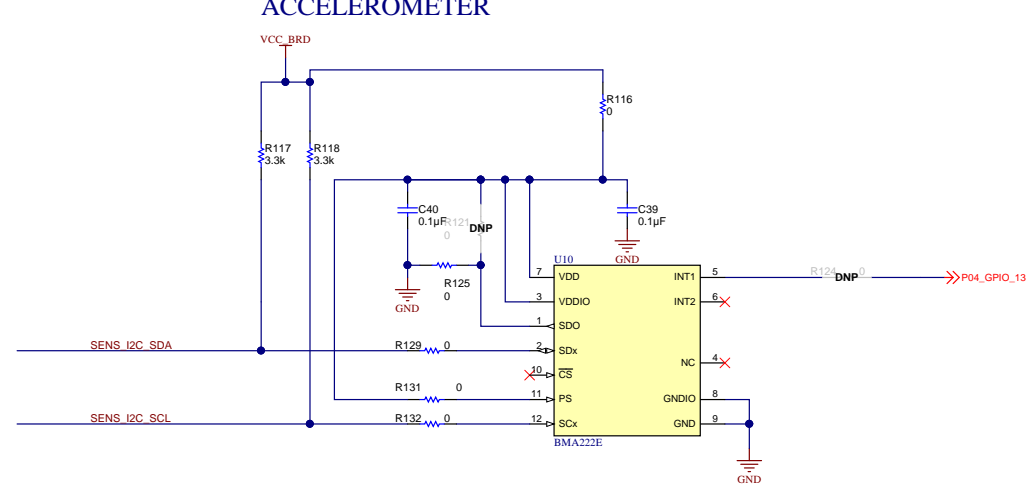 ACCELEROMETER
VCC_BRD
R116
0
R117
3.3k
R118
3.3k
C40
0.1µF
R121
0
DNP
C39
0.1µF
GND
R125
0
GND
U10
7 VDD
3 VDDIO
1 SDO
2 SDx
10 CS
11 PS
12 SCx
INT1 5
INT2 6
NC 4
GNDIO 8
GND 9
BMA222E
R124 DNP 0
P04_GPIO_13
SENS_I2C_SDA
R129 0
R131 0
SENS_I2C_SCL
R132 0
GND